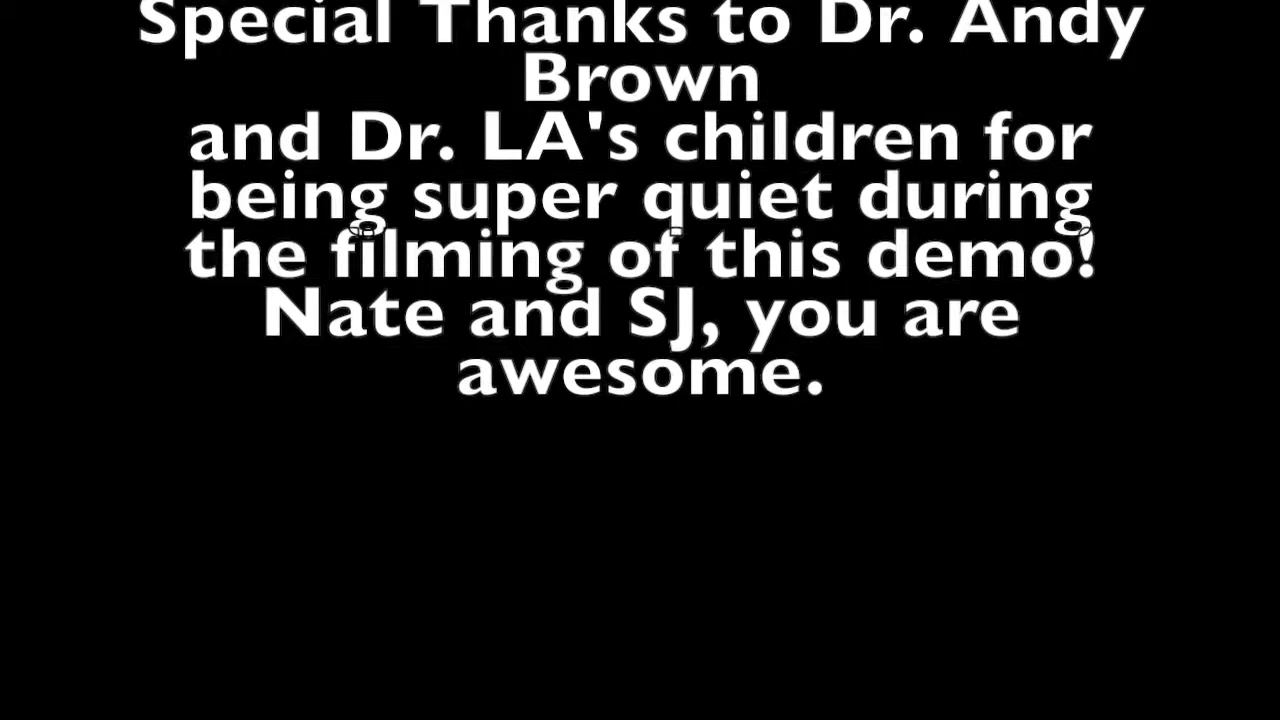 Special Thanks to Dr. Andy
Brown
and Dr. LA's children for
being super quiet during
the filming of this demo!
Nate and SJ, you are
awesome.